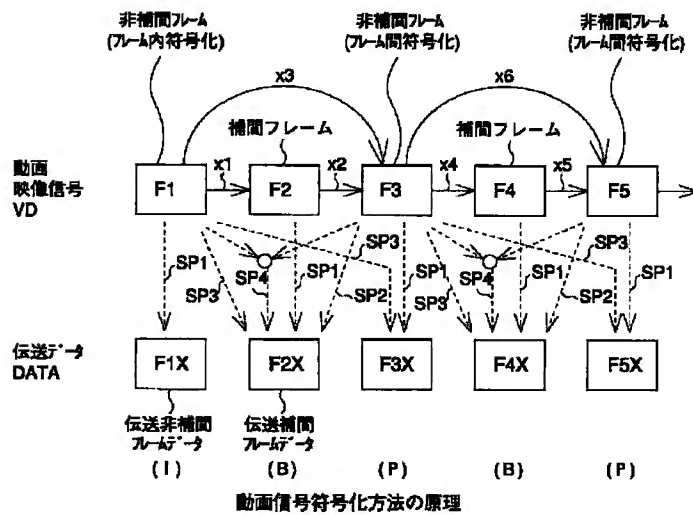 非補間フレーム
(フレーム内符号化)
非補間フレーム
(フレーム間符号化)
非補間フレーム
(フレーム間符号化)
x3
x6
補間フレーム
補間フレーム
動画
映像信号
VD
F1
x1
F2
x2
F3
x4
F4
x5
F5
SP1
SP3
SP4
SP1
SP3
SP2
SP1
SP3
SP4
SP1
SP3
SP2
SP1
伝送データ
DATA
F1X
F2X
F3X
F4X
F5X
伝送非補間
フレームデータ
伝送補間
フレームデータ
(I)
(B)
(P)
(B)
(P)
動画信号符号化方法の原理